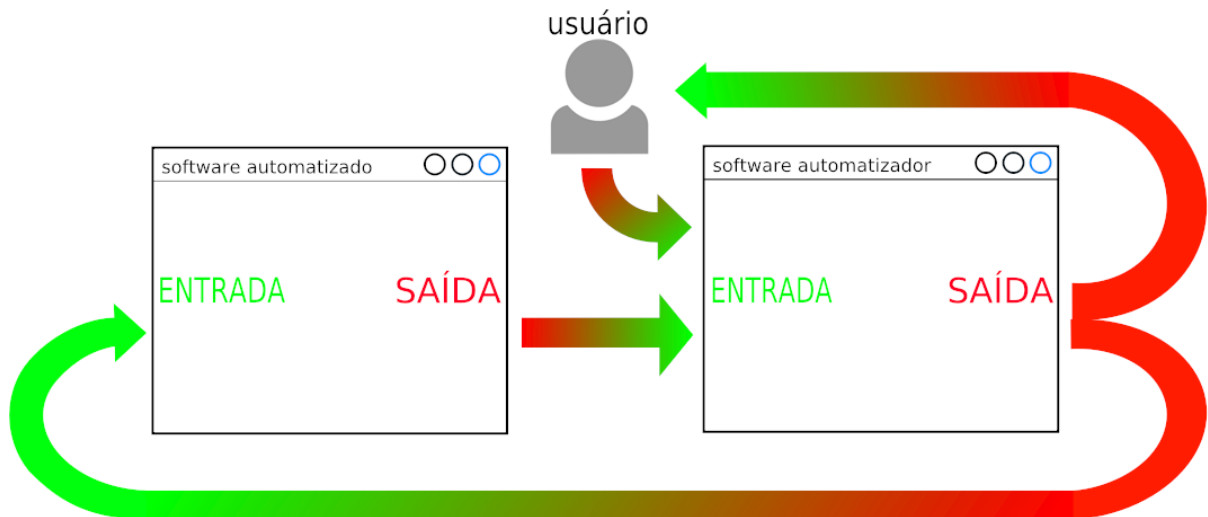 usuário
software automatizado
software automatizador
ENTRADA
SAÍDA
ENTRADA
SAÍDA